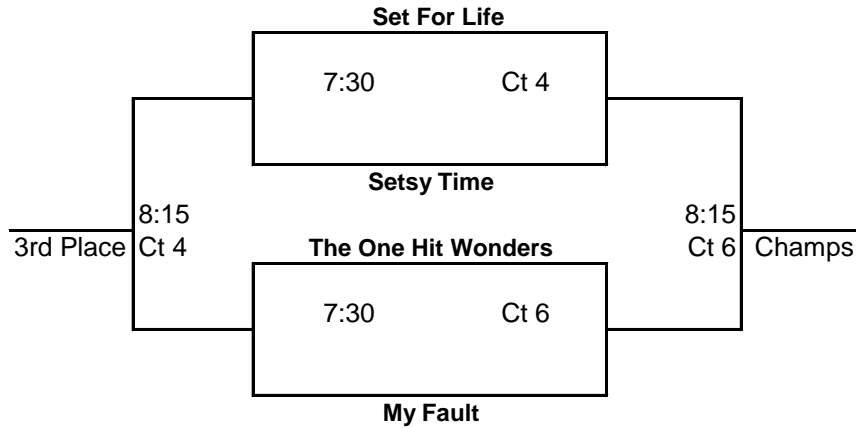 Set For Life
7:30 Ct 4
Setsy Time
8:15 8:15
3rd Place Ct 4 The One Hit Wonders Ct 6 Champs
7:30 Ct 6
My Fault